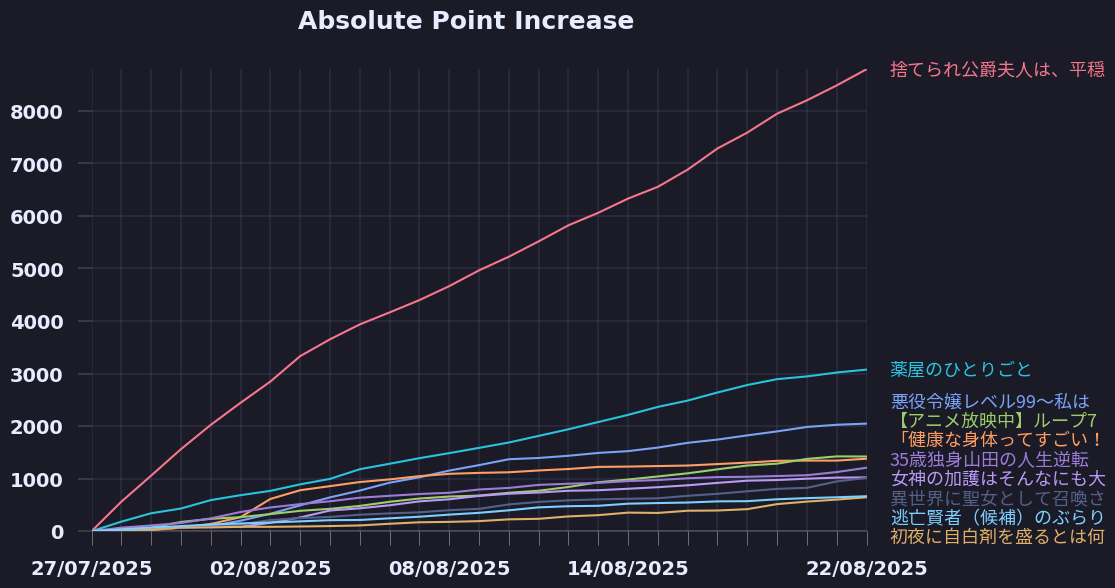 Absolute Point Increase
捨てられ公爵夫人は、平穏
8000
7000
6000
5000
4000
3000
2000
1000
0
薬屋のひとりごと
悪役令嬢レベル99～私は
【アニメ放映中】ループ7
「健康な身体ってすごい！
35歳独身山田の人生逆転
女神の加護はそんなにも大
異世界に聖女として召喚さ
逃亡賢者（候補）のぶらり
初夜に自白剤を盛るとは何
27/07/2025
02/08/2025
08/08/2025
14/08/2025
22/08/2025